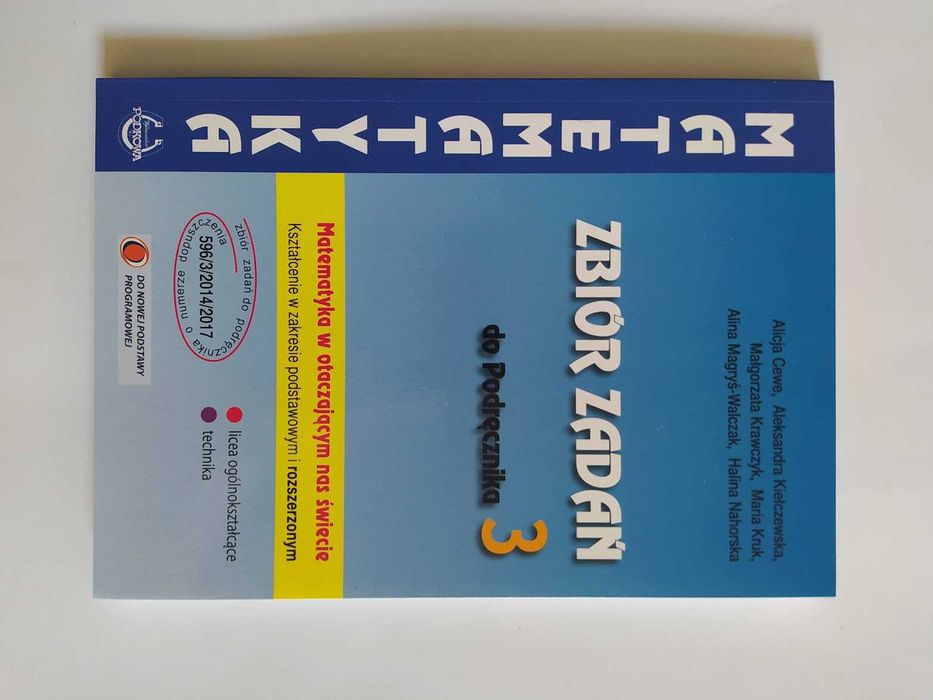 Alicja Cewe, Aleksandra Kiełczewska,
Małgorzata Krawczyk, Maria Kruk,
Alina Magryś-Walczak, Halina Nahorska
MATEMATYKA
ZBIÓR ZADAŃ
do Podręcznika 3
Matematyka w otaczającym nas świecie
Kształcenie w zakresie podstawowym i rozszerzonym
zbiór zadań do podręcznika o numerze dopuszczenia
596/3/2014/2017
licea ogólnokształcące
technika
DO NOWEJ PODSTAWY
PROGRAMOWEJ
PODKOWA